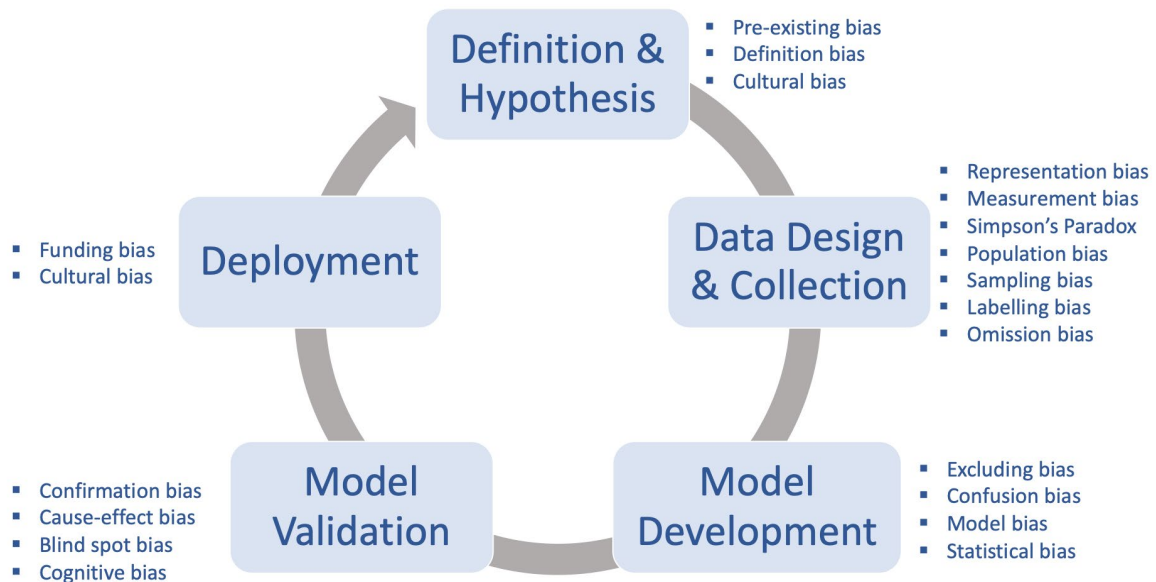 Definition &
Hypothesis
▪ Pre-existing bias
▪ Definition bias
▪ Cultural bias
Data Design
& Collection
▪ Representation bias
▪ Measurement bias
▪ Simpson's Paradox
▪ Population bias
▪ Sampling bias
▪ Labelling bias
▪ Omission bias
Model
Development
▪ Excluding bias
▪ Confusion bias
▪ Model bias
▪ Statistical bias
Model
Validation
▪ Confirmation bias
▪ Cause-effect bias
▪ Blind spot bias
▪ Cognitive bias
Deployment
▪ Funding bias
▪ Cultural bias